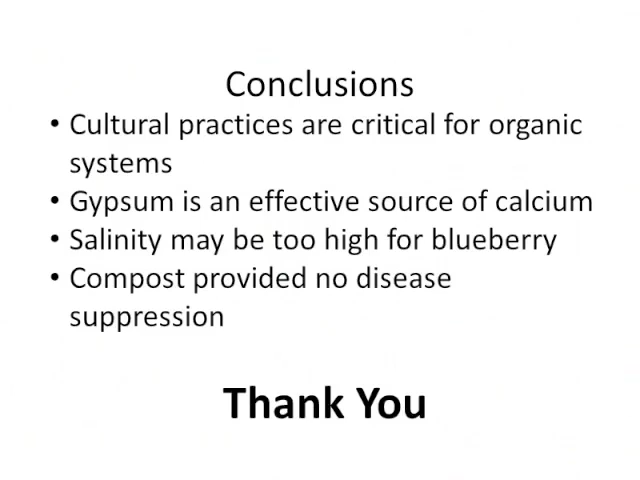 Conclusions
• Cultural practices are critical for organic
systems
• Gypsum is an effective source of calcium
• Salinity may be too high for blueberry
• Compost provided no disease
suppression
Thank You